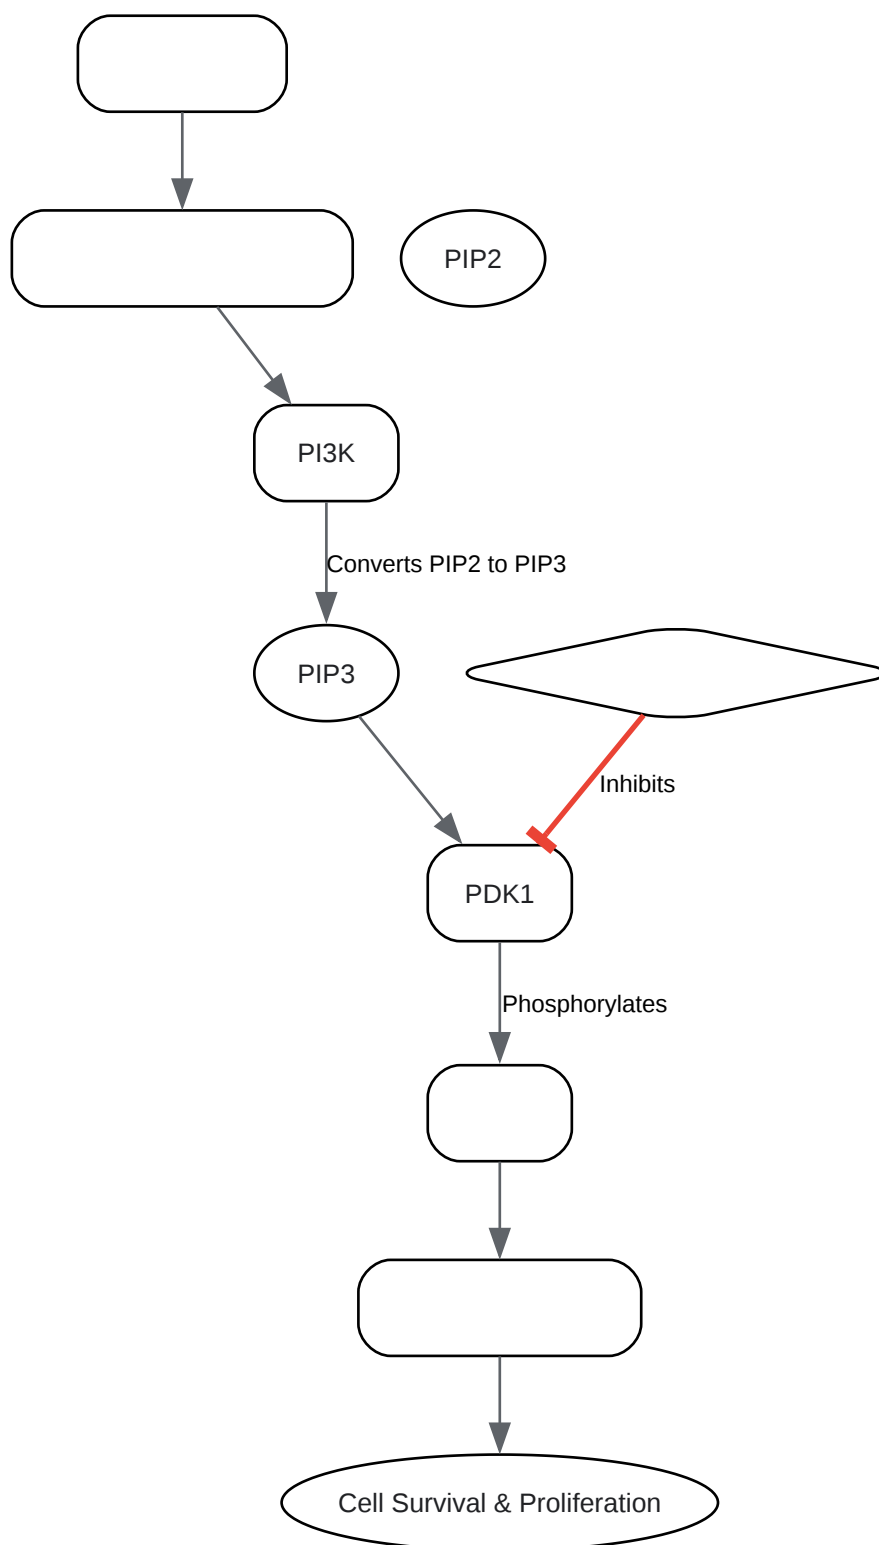 PIP2
PI3K
Converts PIP2 to PIP3
PIP3
Inhibits
PDK1
Phosphorylates
Cell Survival & Proliferation